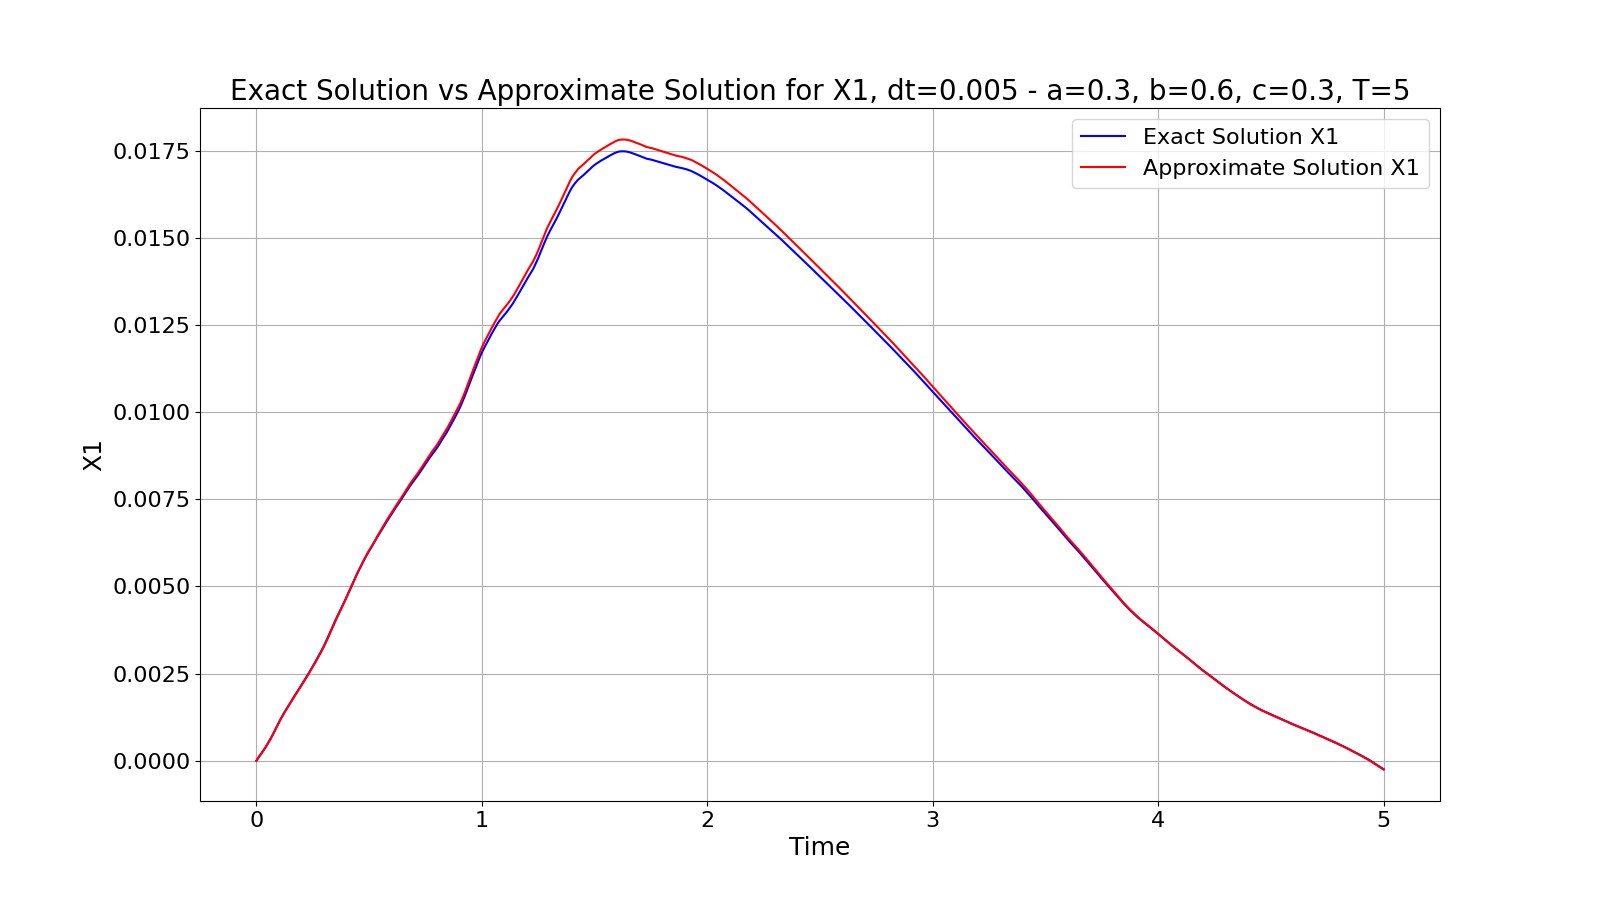 Exact Solution vs Approximate Solution for X1, dt=0.005 - a=0.3, b=0.6, c=0.3, T=5
Exact Solution X1
Approximate Solution X1
0.0175
0.0150
0.0125
0.0100
0.0075
0.0050
0.0025
0.0000
X1
0 1 2 3 4 5
Time